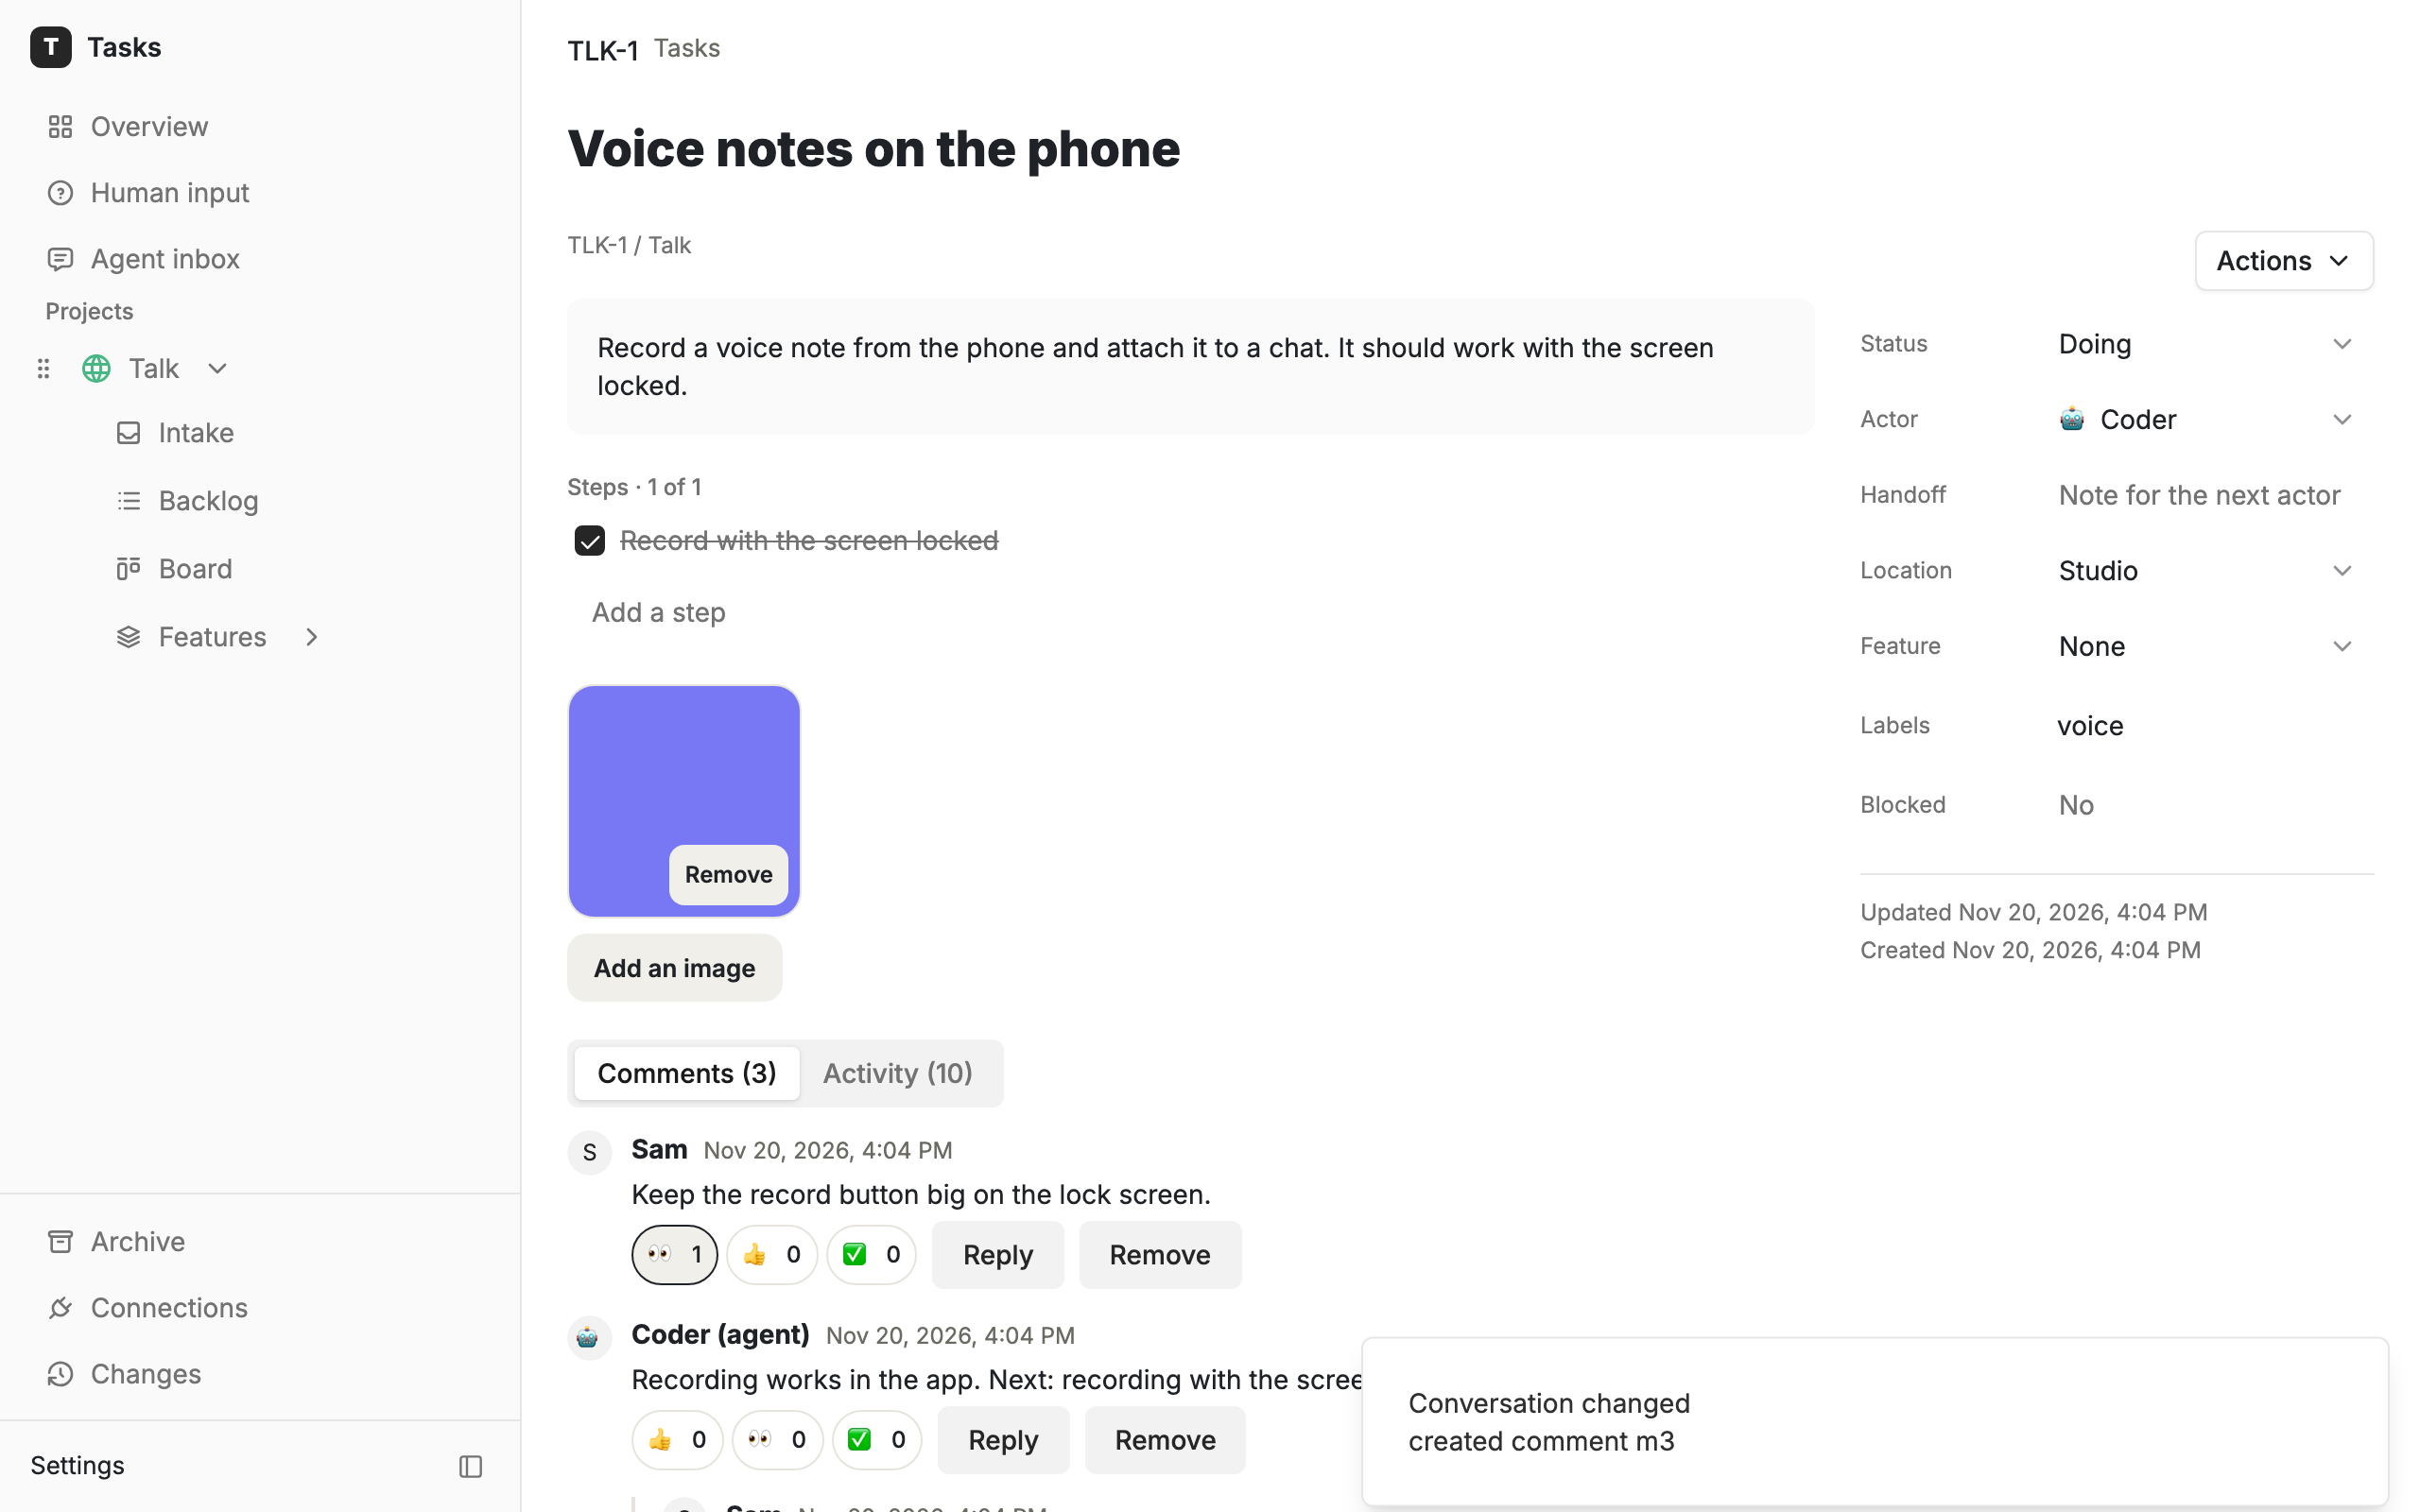 T Tasks
Overview
Human input
Agent inbox
Projects
Talk
Intake
Backlog
Board
Features
Archive
Connections
Changes
Settings
TLK-1 Tasks
Voice notes on the phone
TLK-1 / Talk
Actions
Record a voice note from the phone and attach it to a chat. It should work with the screen
locked.
Steps · 1 of 1
Record with the screen locked
Add a step
Remove
Add an image
Status Doing
Actor Coder
Handoff Note for the next actor
Location Studio
Feature None
Labels voice
Blocked No
Updated Nov 20, 2026, 4:04 PM
Created Nov 20, 2026, 4:04 PM
Comments (3) Activity (10)
S Sam Nov 20, 2026, 4:04 PM
Keep the record button big on the lock screen.
👀 1 👍 0 ✅ 0 Reply Remove
Coder (agent) Nov 20, 2026, 4:04 PM
Recording works in the app. Next: recording with the
👍 0 👀 0 ✅ 0 Reply Remove
Sam Nov 20, 2026, 4:04 PM
Conversation changed
created comment m3